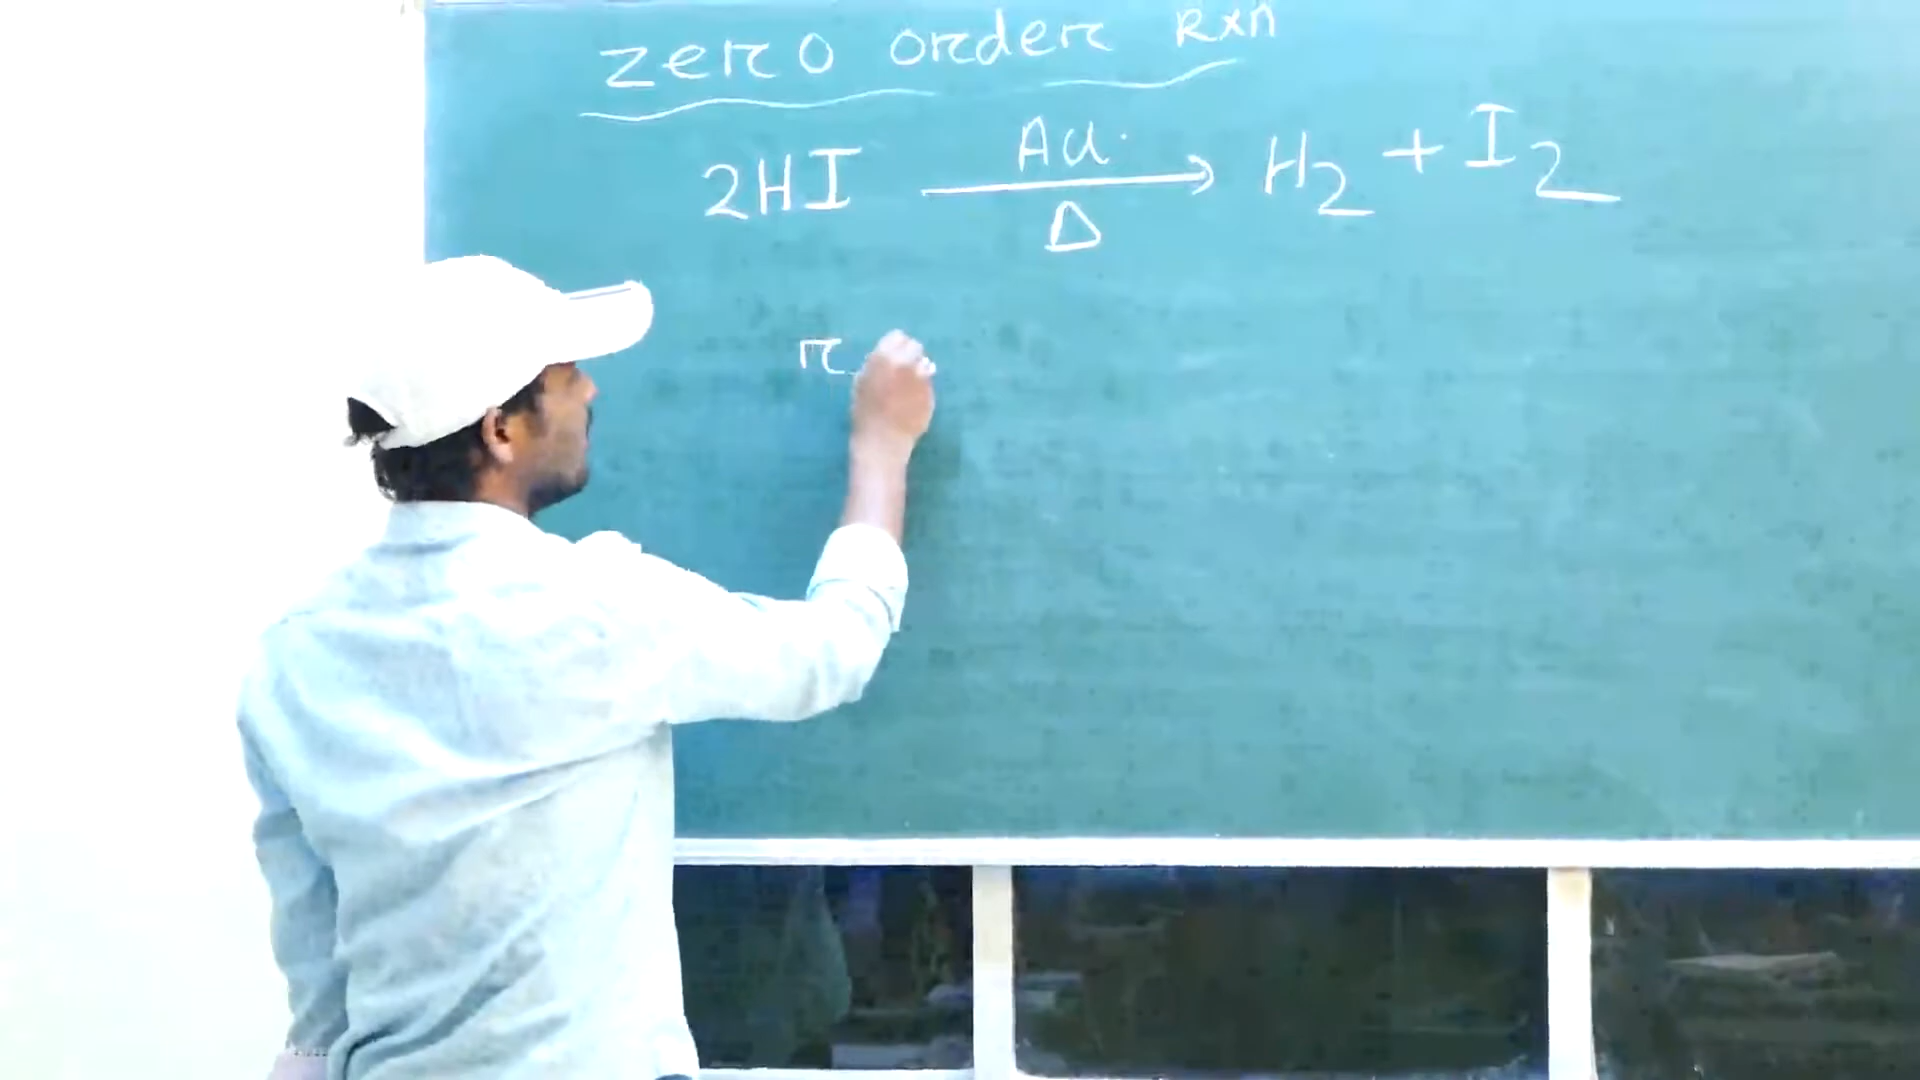 zero order Rxn
2HI Au. → H2 + I2
Δ
r